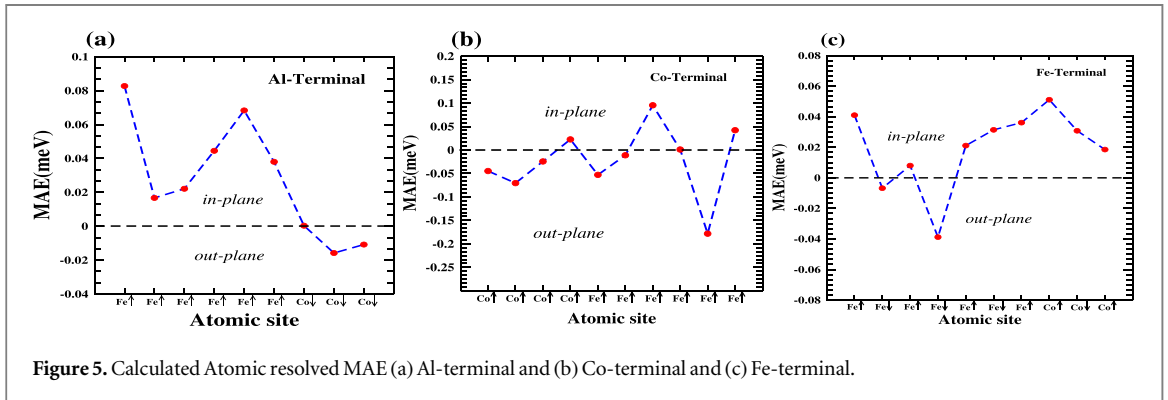 (a)
Al-Terminal
MAE(meV)
0.1
0.08
0.06
0.04
0.02
0
-0.02
-0.04
in-plane
out-plane
Fe↑ Fe↑ Fe↑ Fe↑ Fe↑ Fe↑ Co↓ Co↓ Co↓
Atomic site
(b)
Co-Terminal
MAE(meV)
0.2
0.15
0.1
0.05
0
-0.05
-0.1
-0.15
-0.2
-0.25
in-plane
out-plane
Co↑ Co↑ Co↑ Co↑ Fe↑ Fe↑ Fe↑ Fe↑ Fe↑ Fe↑
Atomic site
(c)
Fe-Terminal
MAE(meV)
0.08
0.06
0.04
0.02
0
-0.02
-0.04
-0.06
-0.08
in-plane
out-plane
Fe↑ Fe↓ Fe↑ Fe↓ Fe↑ Fe↓ Fe↑ Co↑ Co↓ Co↑
Atomic site
Figure 5. Calculated Atomic resolved MAE (a) Al-terminal and (b) Co-terminal and (c) Fe-terminal.